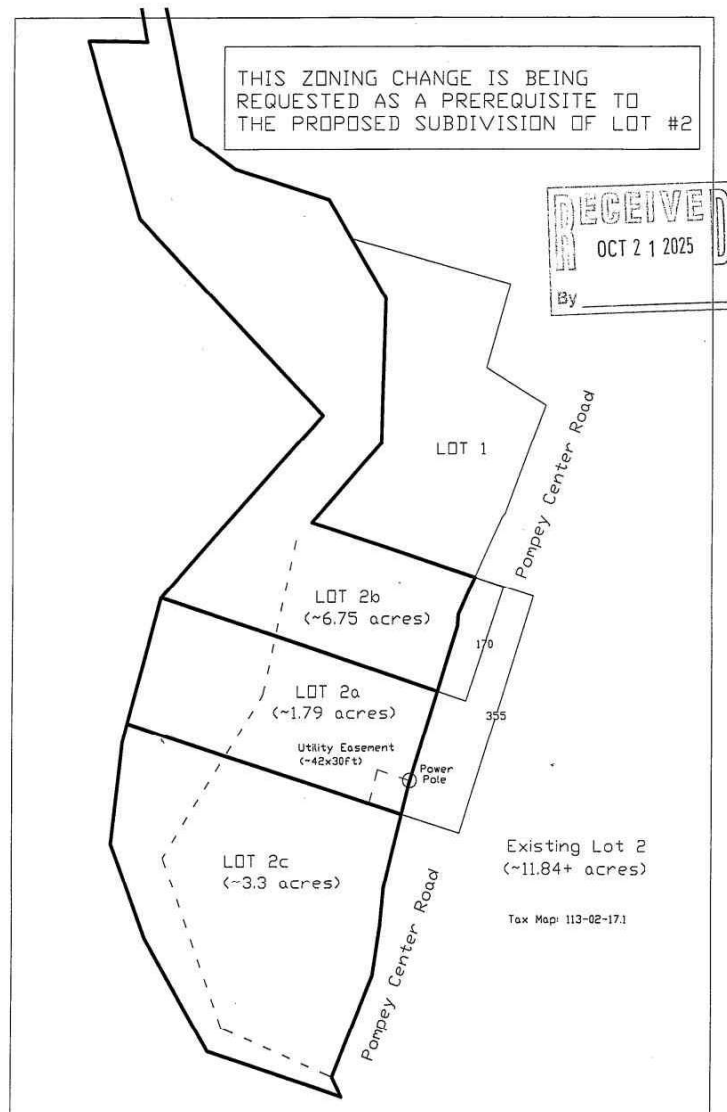 THIS ZONING CHANGE IS BEING
REQUESTED AS A PREREQUISITE TO
THE PROPOSED SUBDIVISION OF LOT #2
RECEIVED
OCT 21 2025
By
LOT 1
Pompey Center Road
LOT 2b
(~6.75 acres)
170
LOT 2a
(~1.79 acres)
355
Utility Easement
(~42x30ft)
Power
Pole
Existing Lot 2
(~11.84+ acres)
LOT 2c
(~3.3 acres)
Tax Map: 113-02-17.1
Pompey Center Road